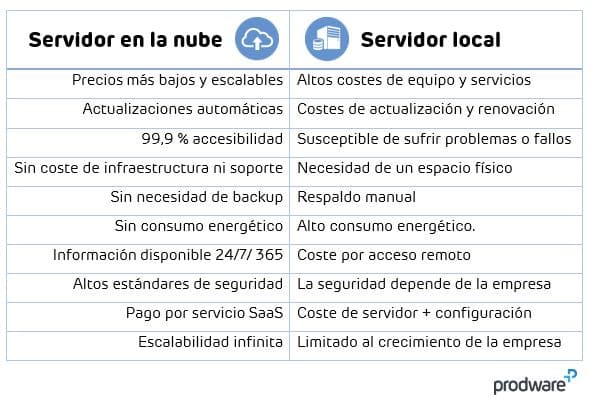 Servidor en la nube Servidor local
Precios más bajos y escalables Altos costes de equipo y servicios
Actualizaciones automáticas Costes de actualización y renovación
99,9 % accesibilidad Susceptible de sufrir problemas o fallos
Sin coste de infraestructura ni soporte Necesidad de un espacio físico
Sin necesidad de backup Respaldo manual
Sin consumo energético Alto consumo energético.
Información disponible 24/7/ 365 Coste por acceso remoto
Altos estándares de seguridad La seguridad depende de la empresa
Pago por servicio SaaS Coste de servidor + configuración
Escalabilidad infinita Limitado al crecimiento de la empresa
prodware